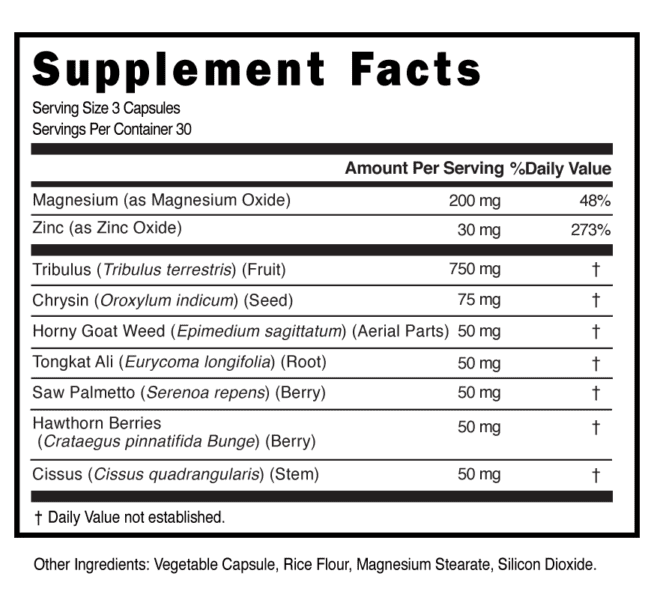 Supplement Facts
Serving Size 3 Capsules
Servings Per Container 30
Amount Per Serving %Daily Value
Magnesium (as Magnesium Oxide) 200 mg 48%
Zinc (as Zinc Oxide) 30 mg 273%
Tribulus (Tribulus terrestris) (Fruit) 750 mg †
Chrysin (Oroxylum indicum) (Seed) 75 mg †
Horny Goat Weed (Epimedium sagittatum) (Aerial Parts) 50 mg †
Tongkat Ali (Eurycoma longifolia) (Root) 50 mg †
Saw Palmetto (Serenoa repens) (Berry) 50 mg †
Hawthorn Berries 50 mg †
(Crataegus pinnatifida Bunge) (Berry)
Cissus (Cissus quadrangularis) (Stem) 50 mg †
† Daily Value not established.
Other Ingredients: Vegetable Capsule, Rice Flour, Magnesium Stearate, Silicon Dioxide.